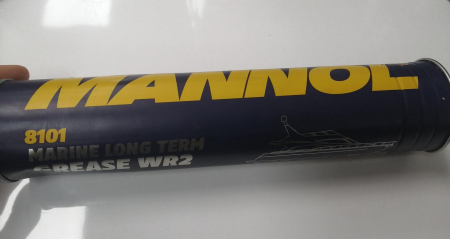 MANNOL
8101
MARINE LONG TERM
GREASE WR2